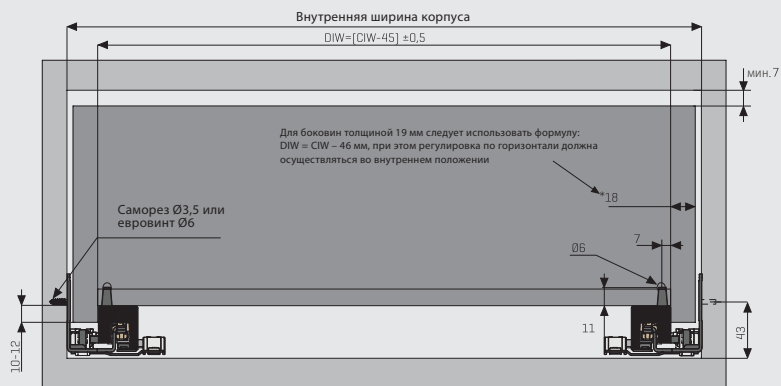 Внутренняя ширина корпуса
DIW=[CIW-45] ±0,5
мин. 7
Для боковин толщиной 19 мм следует использовать формулу:
DIW = CIW – 46 мм, при этом регулировка по горизонтали должна
осуществляться во внутреннем положении
*18
Саморез Ø3,5 или
евровинт Ø6
7
Ø6
11
10-12
43